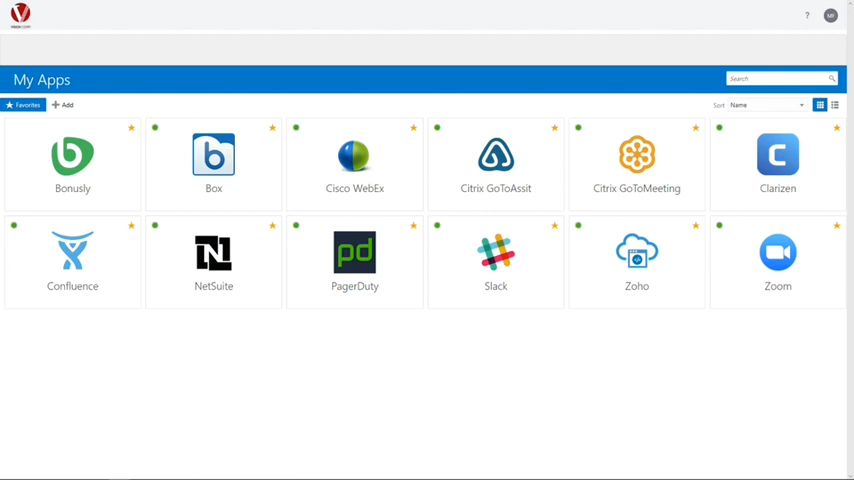 ? MF
My Apps
Search
Favorites
Add
Sort Name
Bonusly
Box
Cisco WebEx
Citrix GoToAssit
Citrix GoToMeeting
Clarizen
Confluence
NetSuite
pd
PagerDuty
Slack
Zoho
Zoom